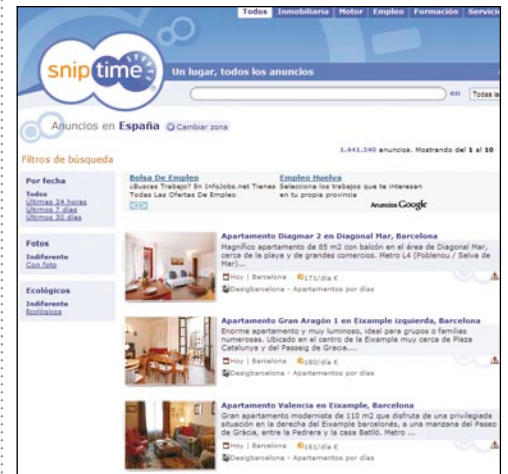 Todos Inmobiliaria Motor Empleo Formación
sniptime
Un lugar, todos los anuncios
en Todas
Anuncios en España Cambiar zona
1.441.340 anuncios. Mostrando del 1 al 10
Filtros de búsqueda
Por fecha
Todos
Últimas 24 horas
Últimos 7 días
Últimos 30 días
Fotos
Indiferente
Con foto
Ecológicos
Indiferente
Ecológicos
Bolsa De Empleo
¿Buscas Trabajo? En InfoJobs.net Tienes
Todas Las Ofertas De Empleo
Empleo Huelva
Selecciona los trabajos que te interesan
en tu propia provincia
Anuncios Google
Apartamento Diagmar 2 en Diagonal Mar, Barcelona
Magnífico apartamento de 85 m2 con balcón en el área de Diagonal Mar,
cerca de la playa y de grandes comercios. Metro L4 (Poblenou / Selva de
Mar)...
Hoy | Barcelona 171/día €
Desigbarcelona - Apartamentos por días
Apartamento Gran Aragón 1 en Eixample izquierda, Barcelona
Enorme apartamento y muy luminoso, ideal para grupos o familias
numerosas. Ubicado en el centro de la Eixample muy cerca de Plaza
Catalunya y del Passeig de Gracia....
Hoy | Barcelona 180/día €
Desigbarcelona - Apartamentos por días
Apartamento Valencia en Eixample, Barcelona
Gran apartamento modernista de 110 m2 que disfruta de una privilegiada
situación en la derecha del Eixample barcelonés, a una manzana del Paseo
de Gràcia, entre la Pedrera y la casa Batlló. Metro ...
Hoy | Barcelona 161/día €
Desigbarcelona - Apartamentos por días